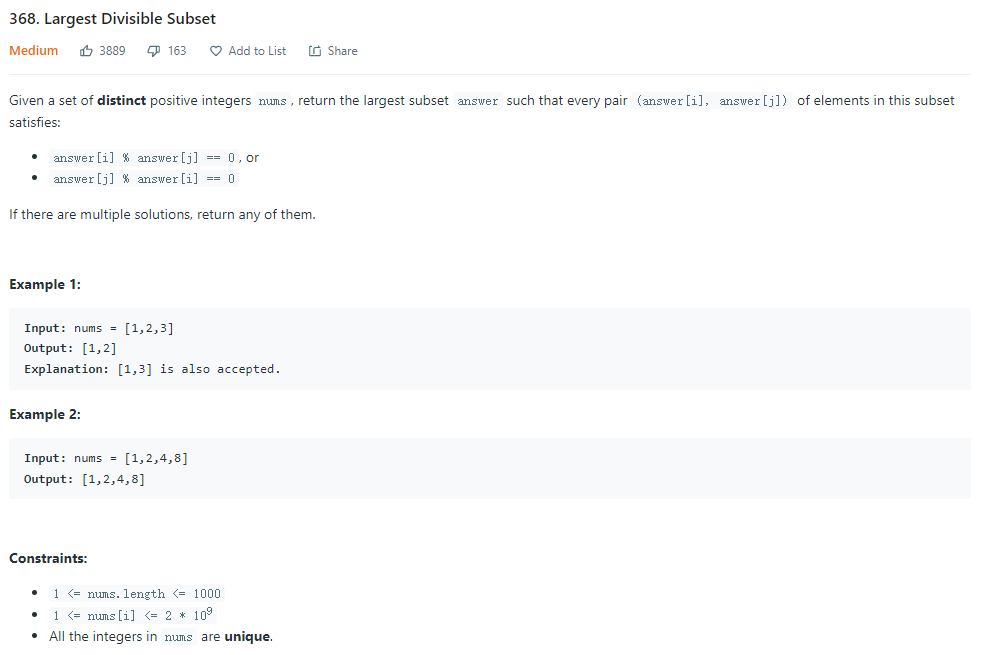 368. Largest Divisible Subset
Medium 3889 163 Add to List Share
Given a set of distinct positive integers nums, return the largest subset answer such that every pair (answer[i], answer[j]) of elements in this subset
satisfies:
• answer[i] % answer[j] == 0, or
• answer[j] % answer[i] == 0
If there are multiple solutions, return any of them.
Example 1:
Input: nums = [1,2,3]
Output: [1,2]
Explanation: [1,3] is also accepted.
Example 2:
Input: nums = [1,2,4,8]
Output: [1,2,4,8]
Constraints:
• 1 <= nums.length <= 1000
• 1 <= nums[i] <= 2 * 10⁹
• All the integers in nums are unique.